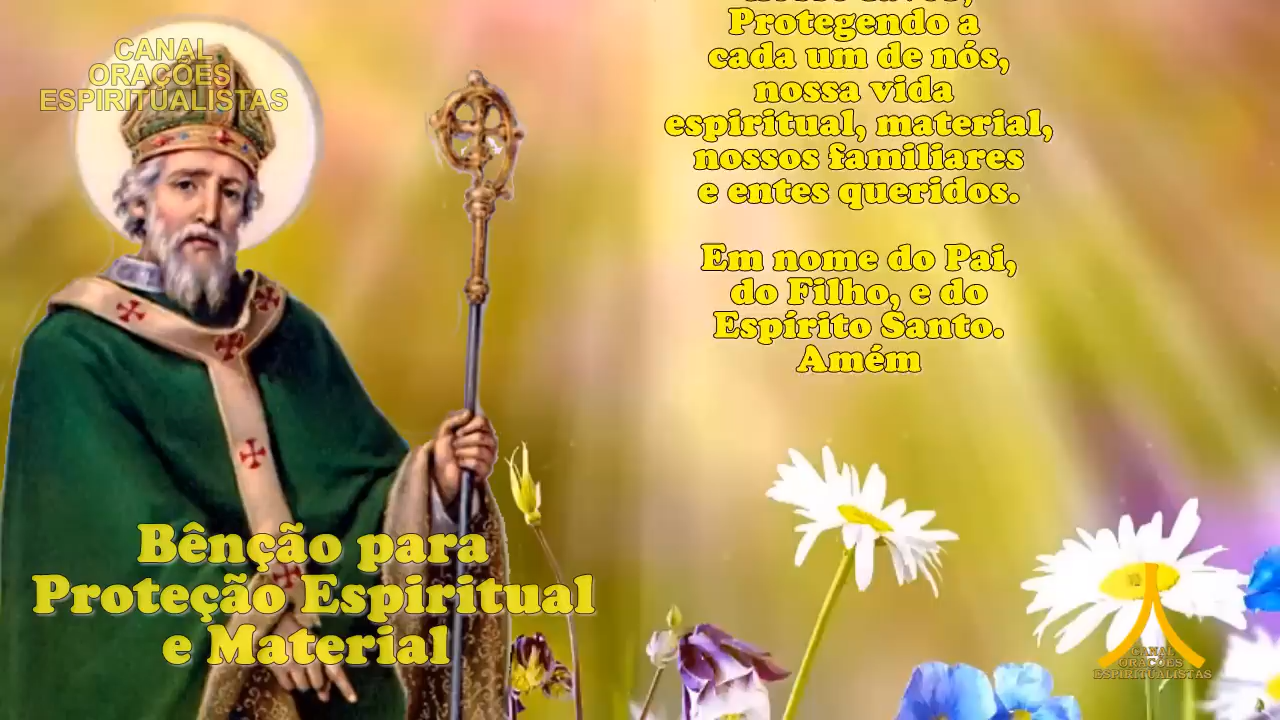 CANAL
ORAÇÕES
ESPIRITUALISTAS
Protegendo a
cada um de nós,
nossa vida
espiritual, material,
nossos familiares
e entes queridos.
Em nome do Pai,
do Filho, e do
Espírito Santo.
Amém
Bênção para
Proteção Espiritual
e Material
CANAL
ORAÇÕES
ESPIRITUALISTAS